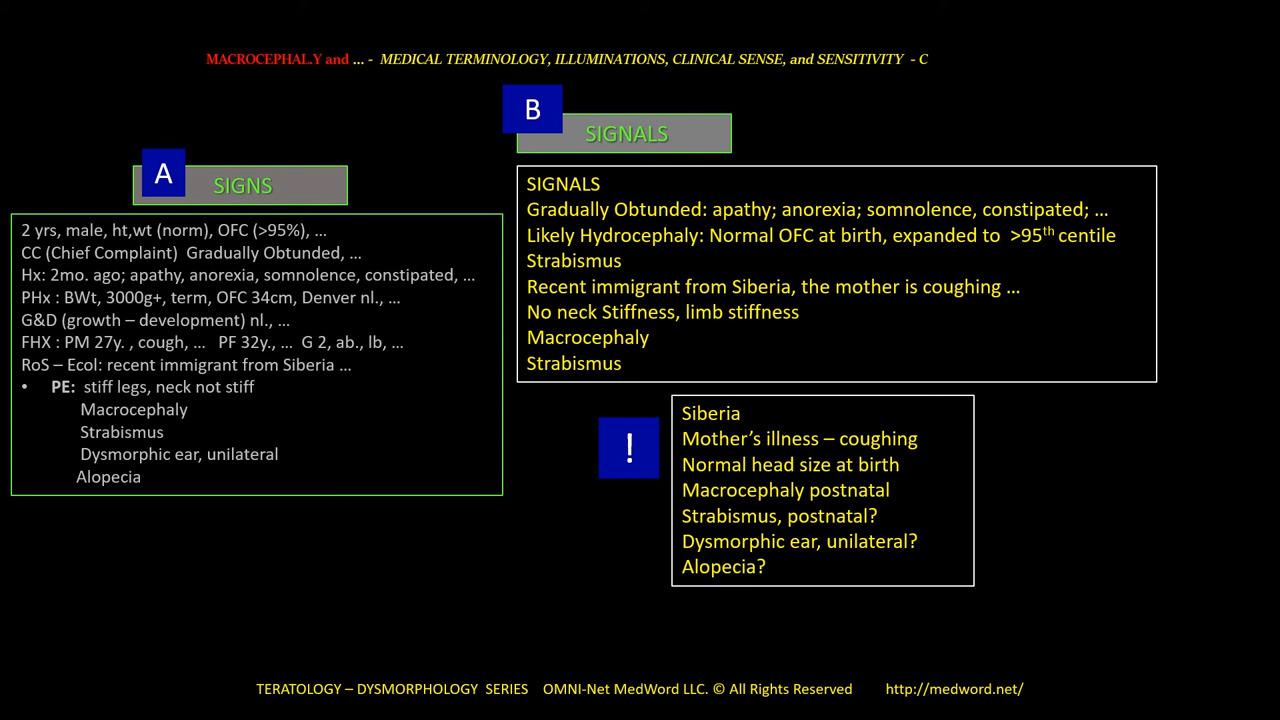 MACROCEPHAL.Y and ... - MEDICAL TERMINOLOGY, ILLUMINATIONS, CLINICAL SENSE, and SENSITIVITY - C
A
SIGNS
2 yrs, male, ht,wt (norm), OFC (>95%), ...
CC (Chief Complaint) Gradually Obtunded, ...
Hx: 2mo. ago; apathy, anorexia, somnolence, constipated, ...
PHx : BWt, 3000g+, term, OFC 34cm, Denver nl., ...
G&D (growth – development) nl., ...
FHX : PM 27y. , cough, ... PF 32y., ... G 2, ab., lb, ...
RoS – Ecol: recent immigrant from Siberia ...
• PE: stiff legs, neck not stiff
Macrocephaly
Strabismus
Dysmorphic ear, unilateral
Alopecia
B
SIGNALS
SIGNALS
Gradually Obtunded: apathy; anorexia; somnolence, constipated; ...
Likely Hydrocephaly: Normal OFC at birth, expanded to >95th centile
Strabismus
Recent immigrant from Siberia, the mother is coughing ...
No neck Stiffness, limb stiffness
Macrocephaly
Strabismus
!
Siberia
Mother's illness – coughing
Normal head size at birth
Macrocephaly postnatal
Strabismus, postnatal?
Dysmorphic ear, unilateral?
Alopecia?
TERATOLOGY – DYSMORPHOLOGY SERIES OMNI-Net MedWord LLC. © All Rights Reserved http://medword.net/